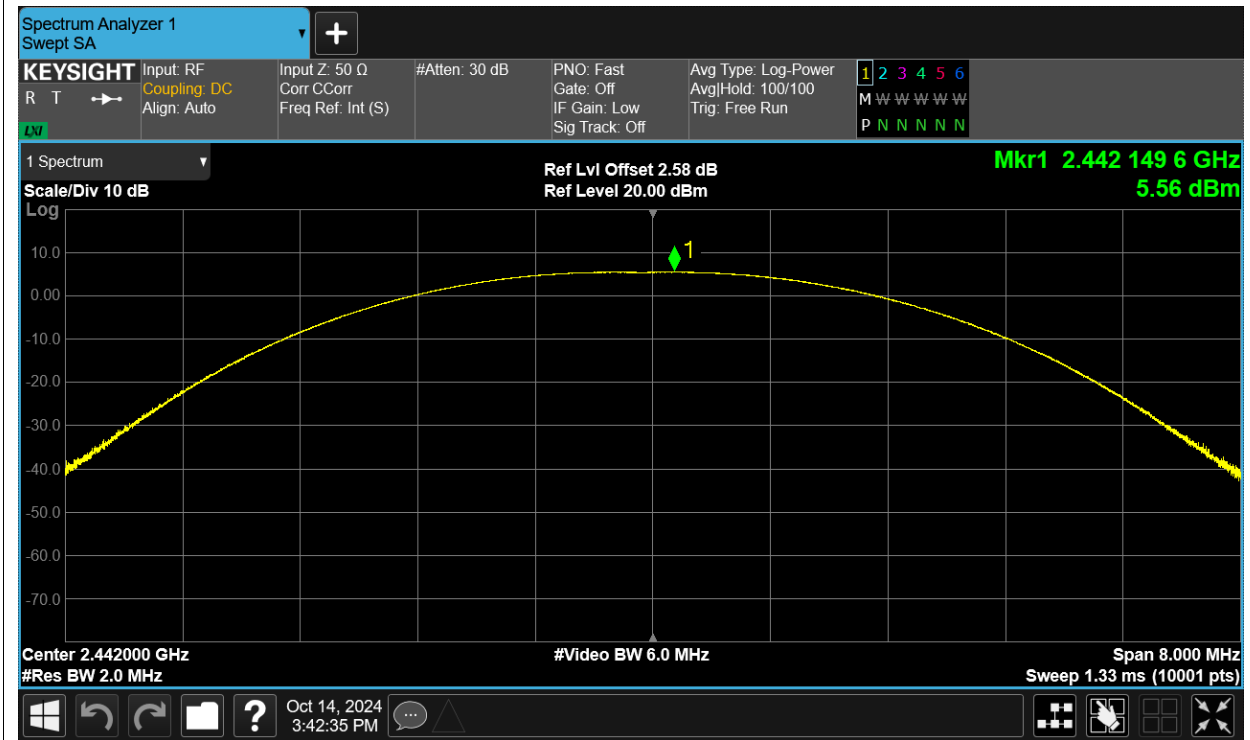 Spectrum Analyzer 1
Swept SA
KEYSIGHT
R T
LXI
Input: RF
Coupling: DC
Align: Auto
Input Z: 50 Ω
Corr CCorr
Freq Ref: Int (S)
#Atten: 30 dB
PNO: Fast
Gate: Off
IF Gain: Low
Sig Track: Off
Avg Type: Log-Power
Avg|Hold: 100/100
Trig: Free Run
1 2 3 4 5 6
M W W W W W
P N N N N N
1 Spectrum
Scale/Div 10 dB
Log
Ref Lvl Offset 2.58 dB
Ref Level 20.00 dBm
Mkr1 2.442 149 6 GHz
5.56 dBm
1
10.0
0.00
-10.0
-20.0
-30.0
-40.0
-50.0
-60.0
-70.0
Center 2.442000 GHz
#Res BW 2.0 MHz
#Video BW 6.0 MHz
Span 8.000 MHz
Sweep 1.33 ms (10001 pts)
?
Oct 14, 2024
3:42:35 PM